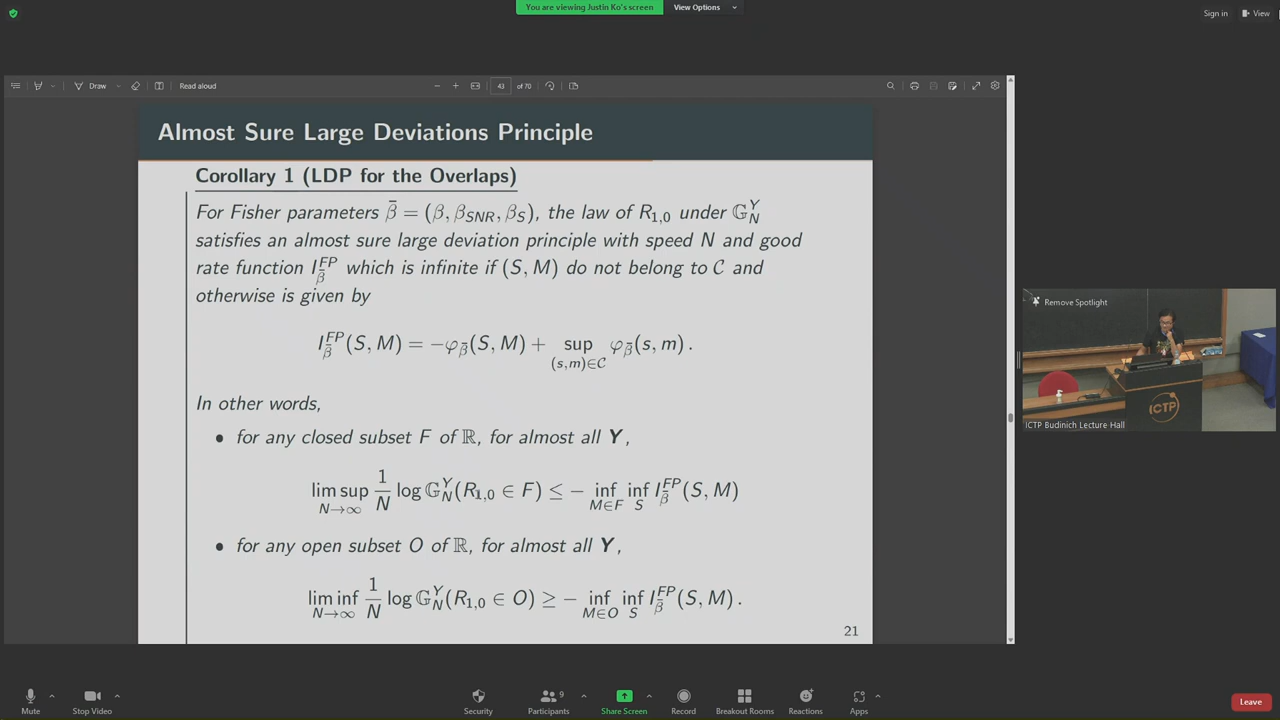 You are viewing Justin Ko's screen
View Options
Sign in
View
Draw
Read aloud
43
of 70
Almost Sure Large Deviations Principle
Corollary 1 (LDP for the Overlaps)
For Fisher parameters β̄ = (β, β_SNR, β_S), the law of R_{1,0} under 𝔾_N^Y
satisfies an almost sure large deviation principle with speed N and good
rate function I_β̄^{FP} which is infinite if (S, M) do not belong to 𝒞 and
otherwise is given by
I_β̄^{FP}(S, M) = −φ_β̄(S, M) + sup_{(s,m)∈𝒞} φ_β̄(s, m) .
In other words,
• for any closed subset F of ℝ, for almost all Y,
lim sup_{N→∞} 1/N log 𝔾_N^Y(R_{1,0} ∈ F) ≤ − inf_{M∈F} inf_S I_β̄^{FP}(S, M)
• for any open subset O of ℝ, for almost all Y,
lim inf_{N→∞} 1/N log 𝔾_N^Y(R_{1,0} ∈ O) ≥ − inf_{M∈O} inf_S I_β̄^{FP}(S, M) .
21
Remove Spotlight
ICTP
ICTP Budinich Lecture Hall
Mute
Stop Video
Security
Participants
9
Share Screen
Record
Breakout Rooms
Reactions
Apps
Leave